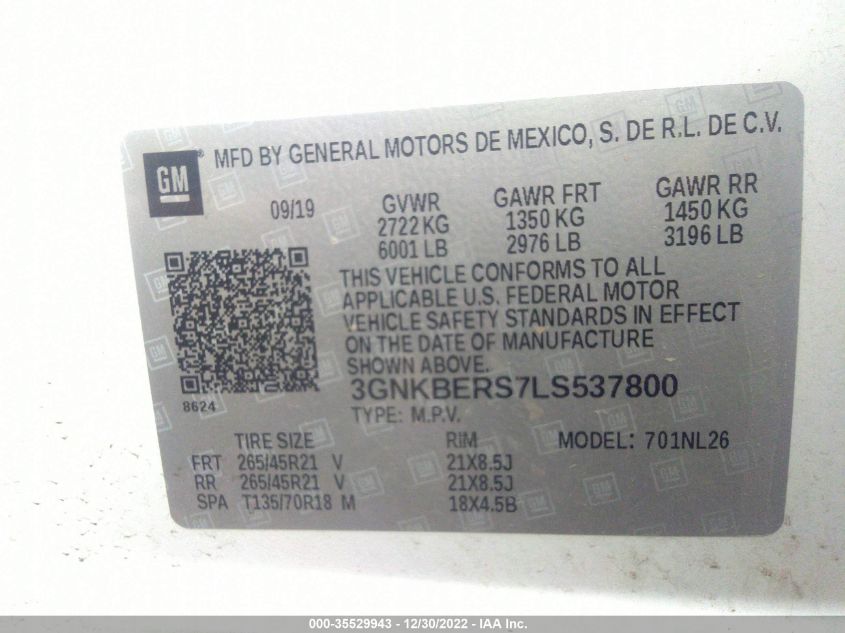 GM® MFD BY GENERAL MOTORS DE MEXICO, S. DE R.L. DE C.V.
09/19 GVWR GAWR FRT GAWR RR
2722 KG 1350 KG 1450 KG
6001 LB 2976 LB 3196 LB
THIS VEHICLE CONFORMS TO ALL
APPLICABLE U.S. FEDERAL MOTOR
VEHICLE SAFETY STANDARDS IN EFFECT
ON THE DATE OF MANUFACTURE
SHOWN ABOVE.
3GNKBERS7LS537800
8624
TYPE: M.P.V.
TIRE SIZE RIM MODEL: 701NL26
FRT 265/45R21 V 21X8.5J
RR 265/45R21 V 21X8.5J
SPA T135/70R18 M 18X4.5B
000-35529943 - 12/30/2022 - IAA Inc.